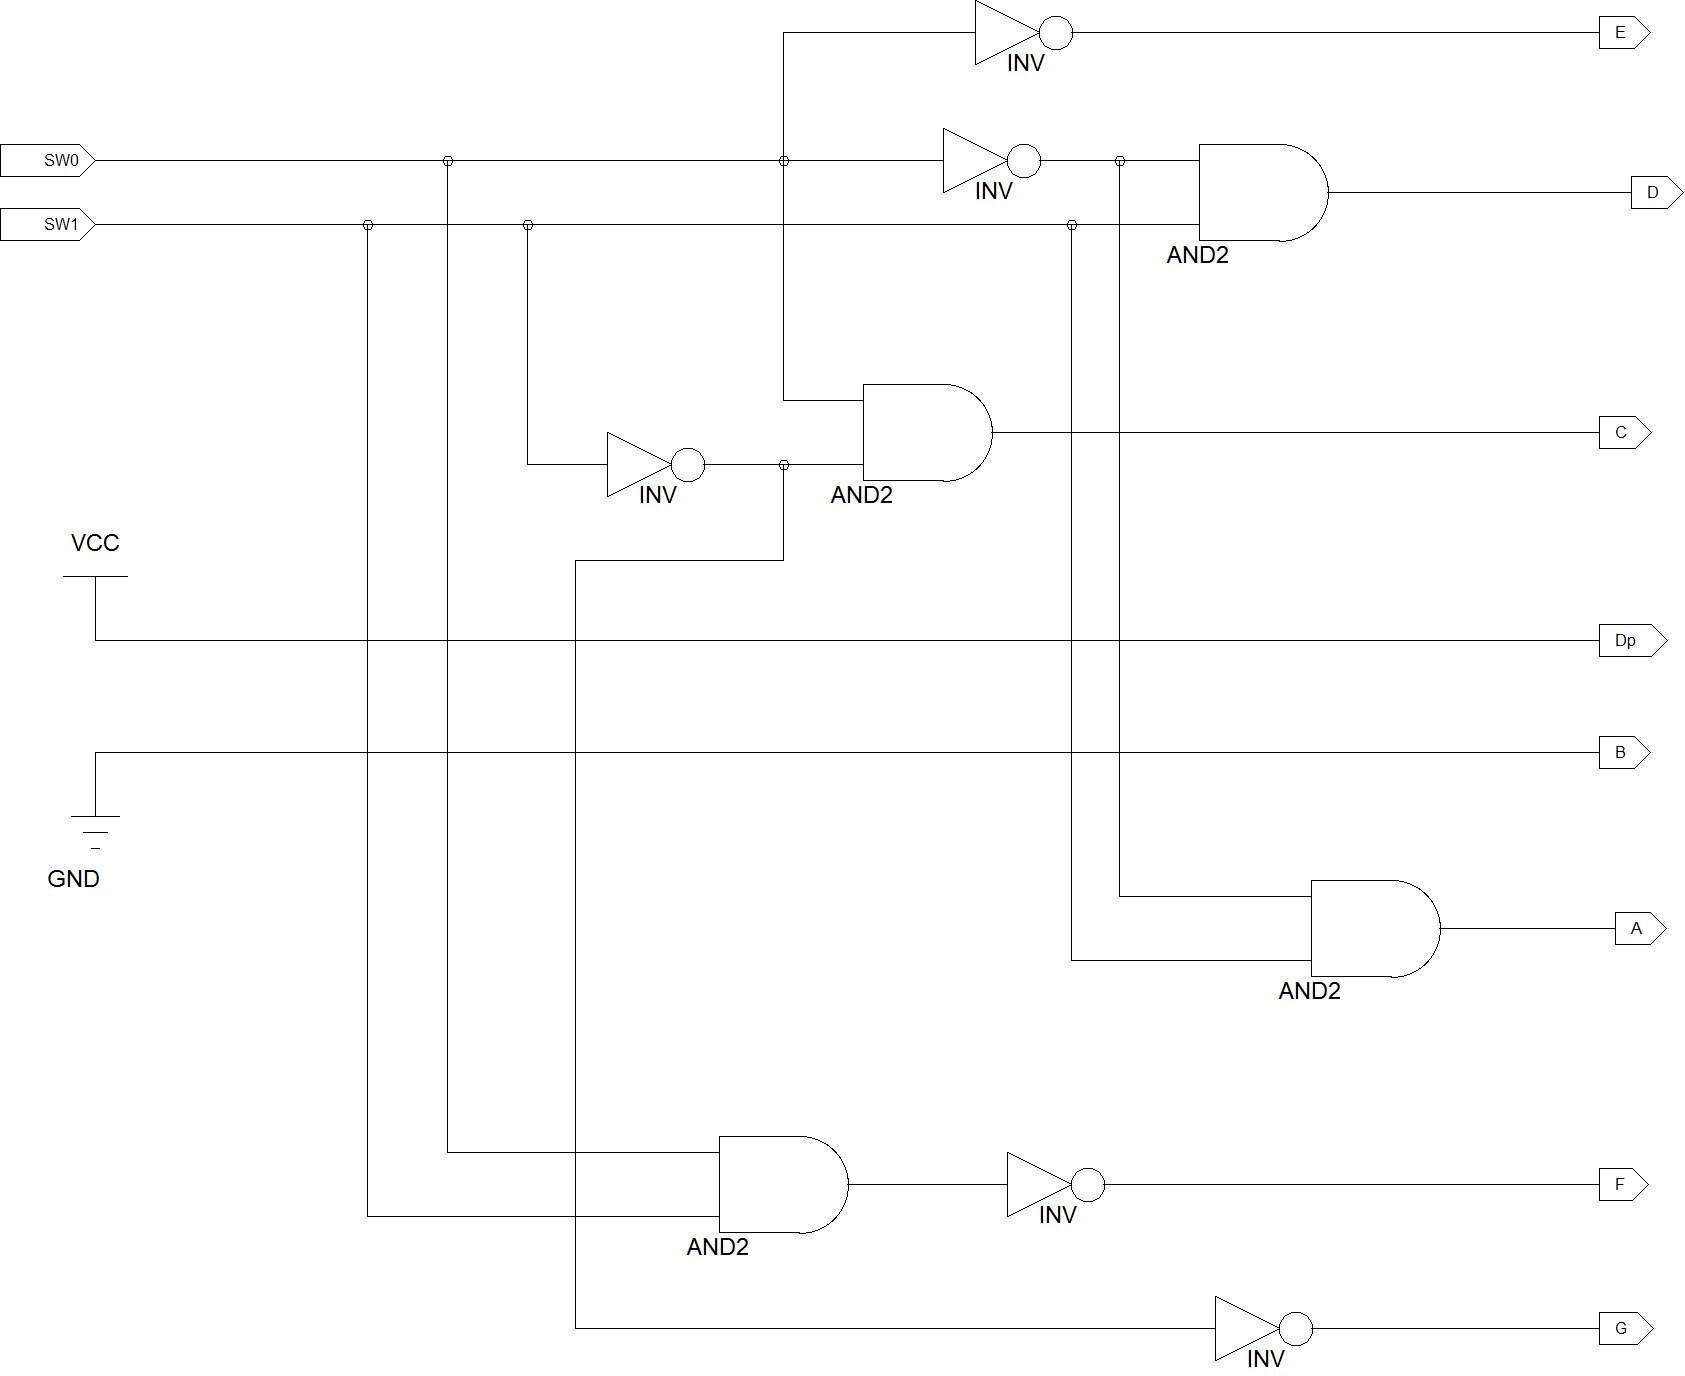 INV
E
SW0
INV
D
SW1
AND2
C
INV
AND2
VCC
Dp
B
GND
A
AND2
F
INV
AND2
G
INV